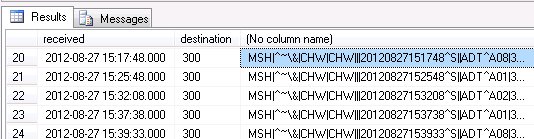 Results Messages
received destination (No column name)
20 2012-08-27 15:17:48.000 300 MSH|^~\&|CHW|CHW|||20120827151748^S||ADT^A08|3...
21 2012-08-27 15:25:48.000 300 MSH|^~\&|CHW|CHW|||20120827152548^S||ADT^A01|3...
22 2012-08-27 15:32:08.000 300 MSH|^~\&|CHW|CHW|||20120827153208^S||ADT^A02|3...
23 2012-08-27 15:37:38.000 300 MSH|^~\&|CHW|CHW|||20120827153738^S||ADT^A01|3...
24 2012-08-27 15:39:33.000 300 MSH|^~\&|CHW|CHW|||20120827153933^S||ADT^A08|3...